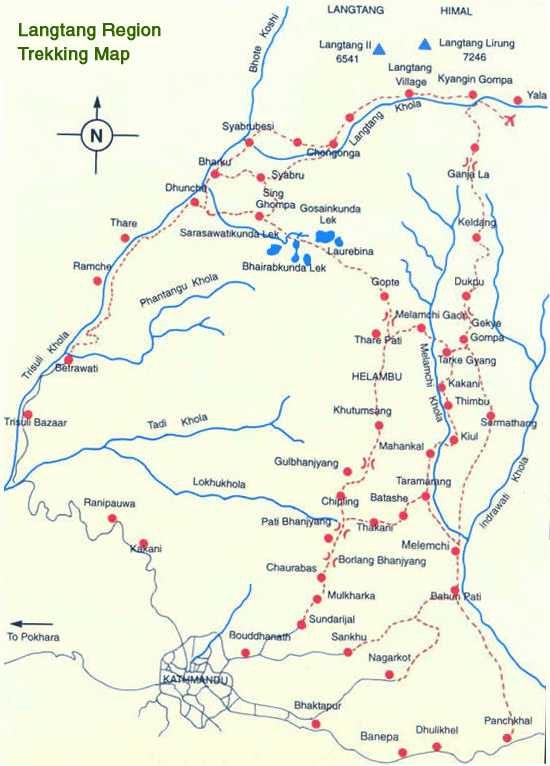 Langtang Region
Trekking Map
LANGTANG
HIMAL
Langtang II
6541
Langtang Lirung
7246
Bhote Koshi
Langtang
Village
Kyangin Gompa
Yala
N
Syabrubesi
Langtang Khola
Chongonga
Bharku
Syabru
Ganja La
Dhunche
Sing
Ghompa
Gosainkunda
Lek
Thare
Sarasawatikunda Lek
Keldang
Laurebina
Ramche
Bhairabkunda Lek
Phantangu Khola
Gopte
Dukpu
Melamchi Gaon
Gekye
Gompa
Trisuli Khola
Thare Pati
Tarke Gyang
Betrawati
HELAMBU
Melamchi Khola
Kakani
Thimbu
Trisuli Bazaar
Tadi Khola
Khutumsang
Sermathang
Kiul
Mahankal
Gulbhanjyang
Indrawati Khola
Lokhukhola
Taramarang
Chipling
Batashe
Ranipauwa
Pati Bhanjyang
Thakani
Kakani
Melemchi
Borlang Bhanjyang
Chaurabas
Bahun Pati
Mulkharka
Sundarijal
To Pokhara
Bouddhanath
Sankhu
Nagarkot
KATHMANDU
Bhaktapur
Panchkhal
Dhulikhel
Banepa